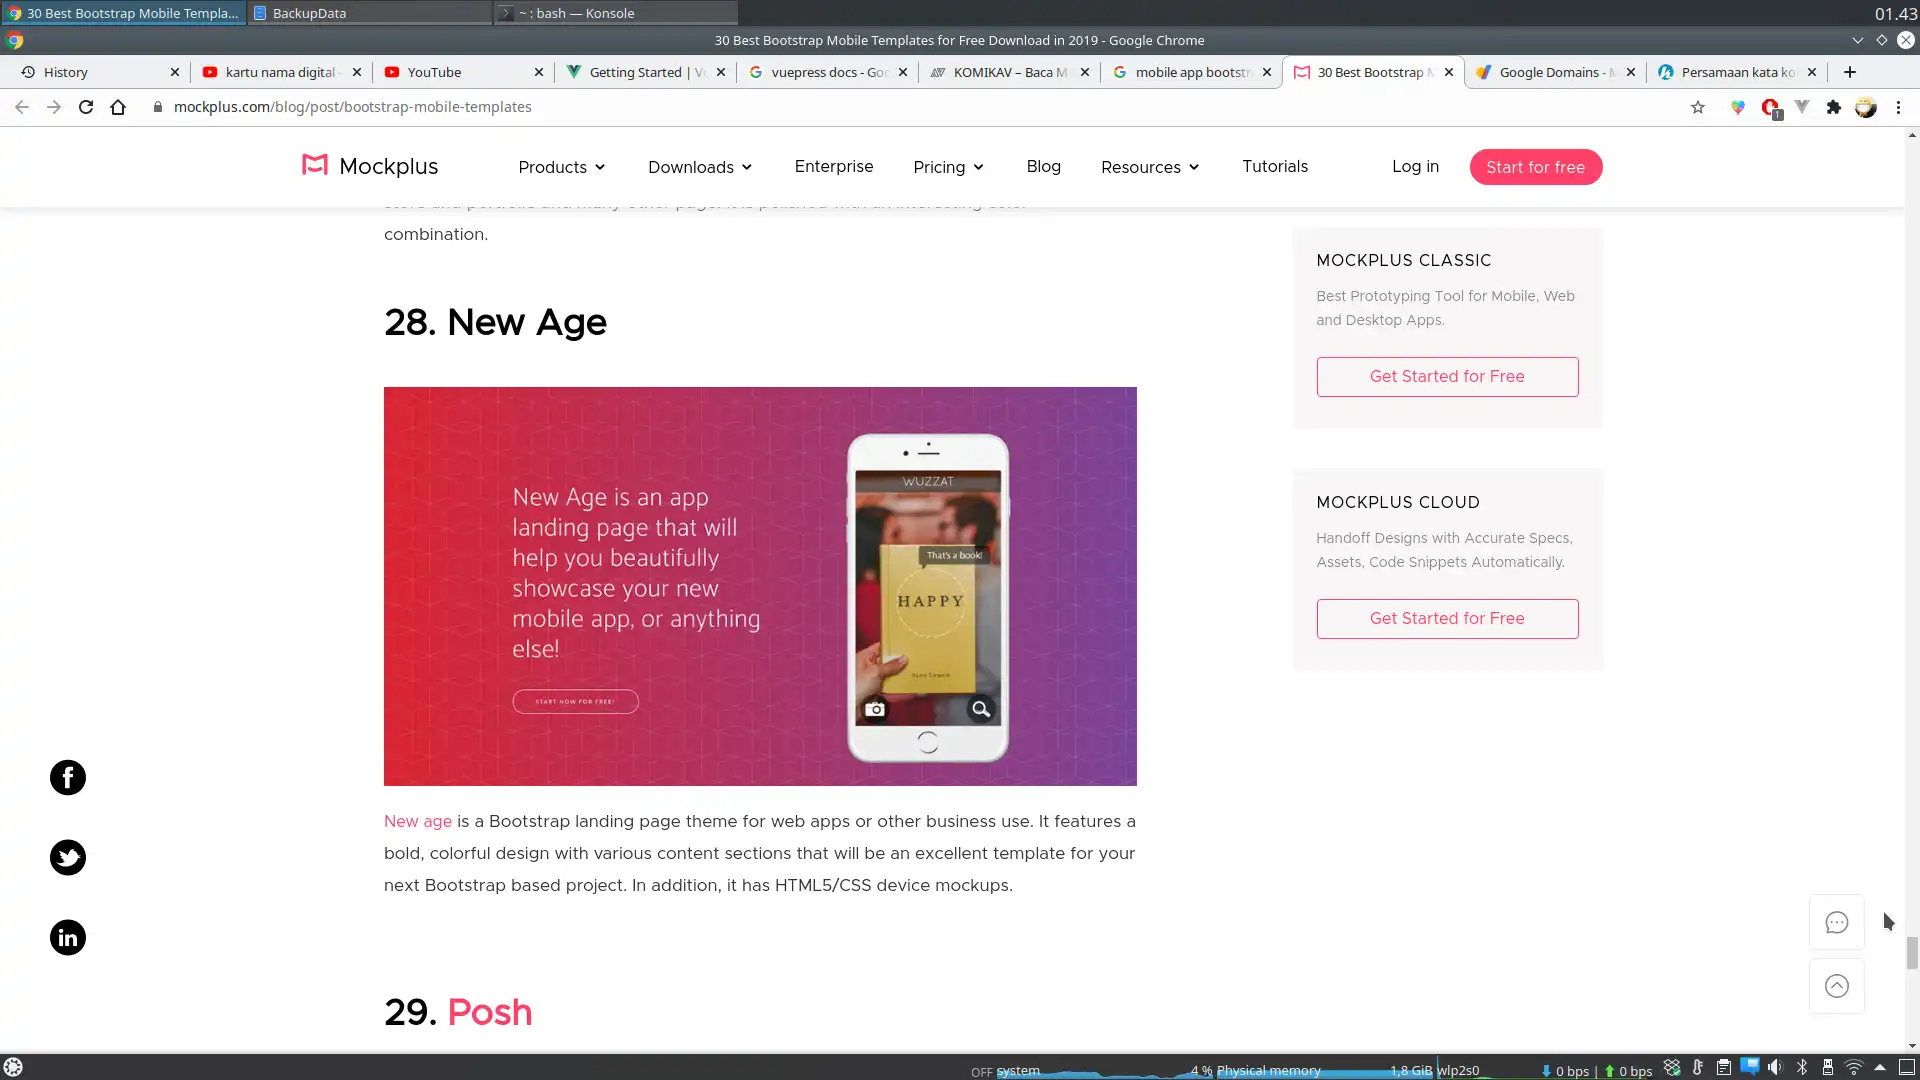 30 Best Bootstrap Mobile Templa...
BackupData
~ : bash — Konsole
01.43
30 Best Bootstrap Mobile Templates for Free Download in 2019 - Google Chrome
History
kartu nama digital
YouTube
Getting Started | V
vuepress docs - Go
KOMIKAV – Baca M
mobile app bootst
30 Best Bootstrap
Google Domains -
Persamaan kata ko
mockplus.com/blog/post/bootstrap-mobile-templates
1
Mockplus
Products
Downloads
Enterprise
Pricing
Blog
Resources
Tutorials
Log in
Start for free
combination.
28. New Age
New Age is an app
landing page that will
help you beautifully
showcase your new
mobile app, or anything
else!
START NOW FOR FREE!
WUZZAT
That's a book!
HAPPY
New age is a Bootstrap landing page theme for web apps or other business use. It features a
bold, colorful design with various content sections that will be an excellent template for your
next Bootstrap based project. In addition, it has HTML5/CSS device mockups.
29. Posh
MOCKPLUS CLASSIC
Best Prototyping Tool for Mobile, Web
and Desktop Apps.
Get Started for Free
MOCKPLUS CLOUD
Handoff Designs with Accurate Specs,
Assets, Code Snippets Automatically.
Get Started for Free
OFF system
4 % Physical memory
1,8 GiB wlp2s0
0 bps | 0 bps